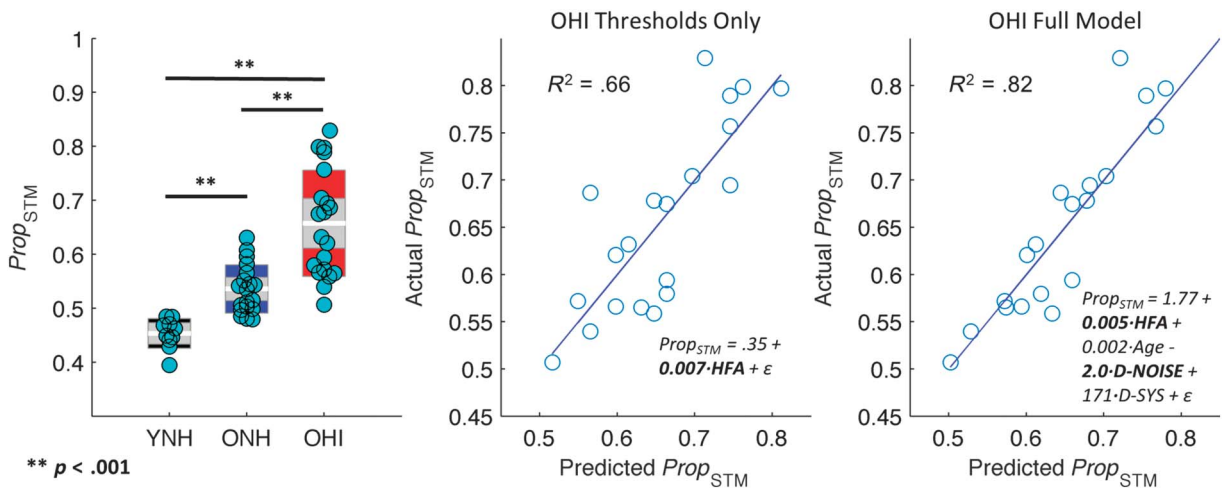 OHI Thresholds Only
OHI Full Model
1
0.9
0.8
0.7
0.6
0.5
0.4
Prop_STM
**
**
**
YNH
ONH
OHI
** p < .001
R² = .66
0.8
0.75
0.7
0.65
0.6
0.55
0.5
0.45
Actual Prop_STM
Prop_STM = .35 +
0.007·HFA + ε
0.5
0.6
0.7
0.8
Predicted Prop_STM
R² = .82
0.8
0.75
0.7
0.65
0.6
0.55
0.5
0.45
Actual Prop_STM
Prop_STM = 1.77 +
0.005·HFA +
0.002·Age -
2.0·D-NOISE +
171·D-SYS + ε
0.5
0.6
0.7
0.8
Predicted Prop_STM